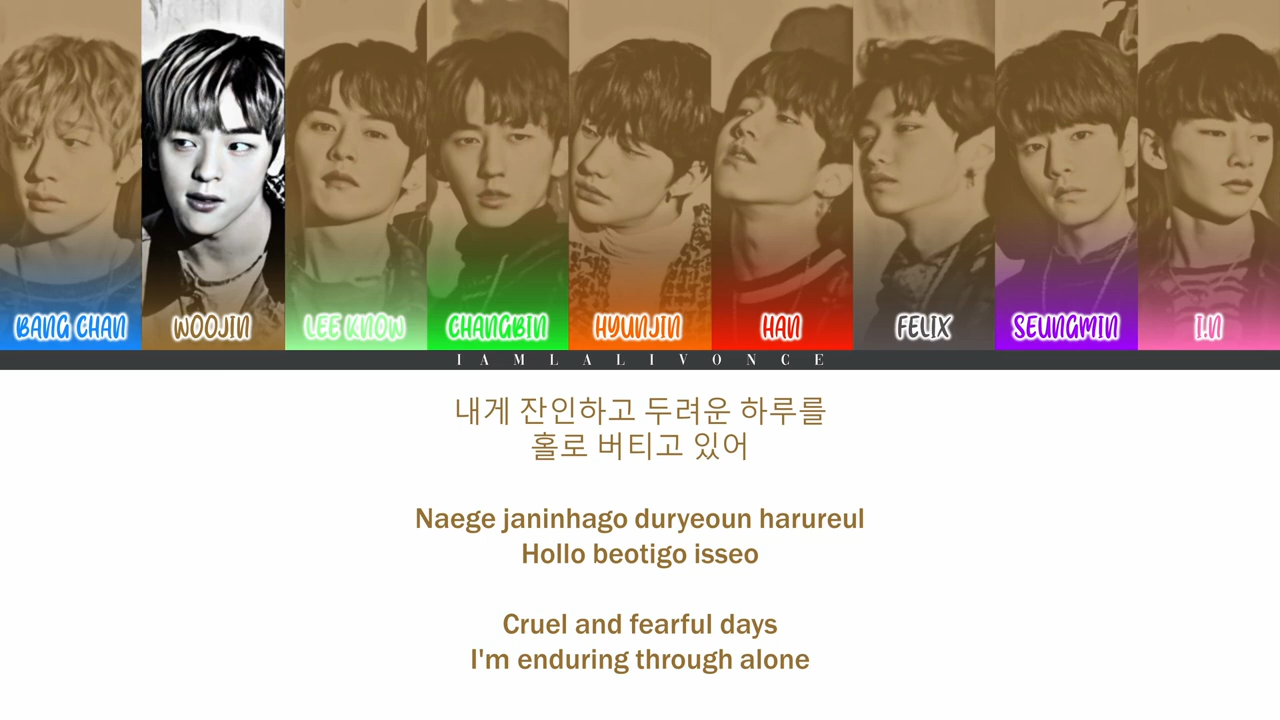 BANG CHAN
WOOJIN
LEE KNOW
CHANGBIN
HYUNJIN
HAN
FELIX
SEUNGMIN
I.N
IAMLALIVONCE
내게 잔인하고 두려운 하루를
홀로 버티고 있어
Naege janinhago duryeoun harureul
Hollo beotigo isseo
Cruel and fearful days
I'm enduring through alone